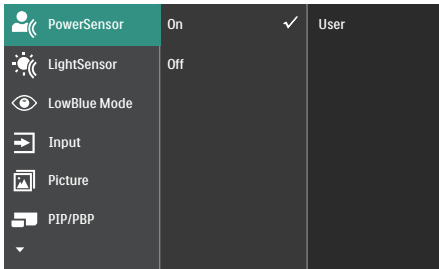 PowerSensor On User
LightSensor Off
LowBlue Mode
Input
Picture
PIP/PBP